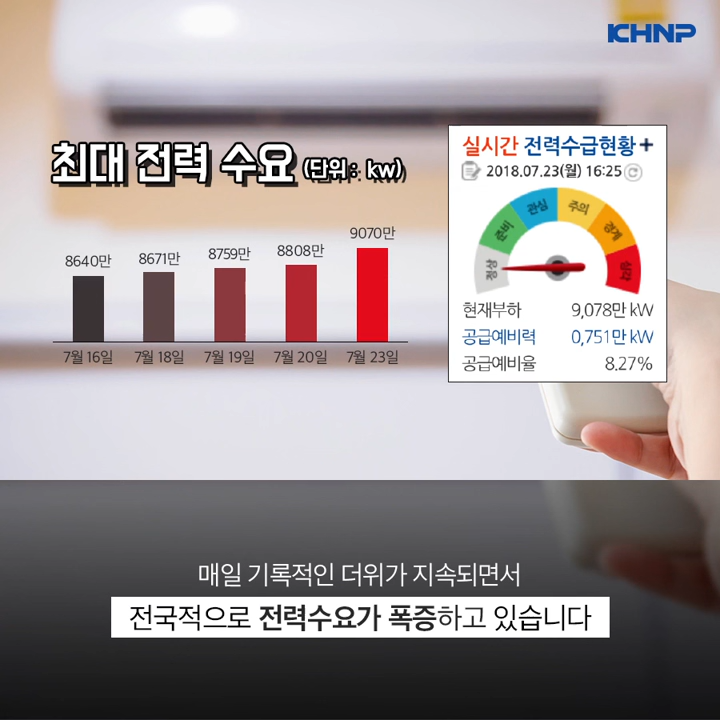 KHNP
최대 전력 수요 (단위 : kw)
8640만
8671만
8759만
8808만
9070만
7월 16일
7월 18일
7월 19일
7월 20일
7월 23일
실시간 전력수급현황 +
2018.07.23(월) 16:25
정상
준비
관심
주의
경계
심각
현재부하 9,078만 kW
공급예비력 0,751만 kW
공급예비율 8.27%
매일 기록적인 더위가 지속되면서
전국적으로 전력수요가 폭증하고 있습니다